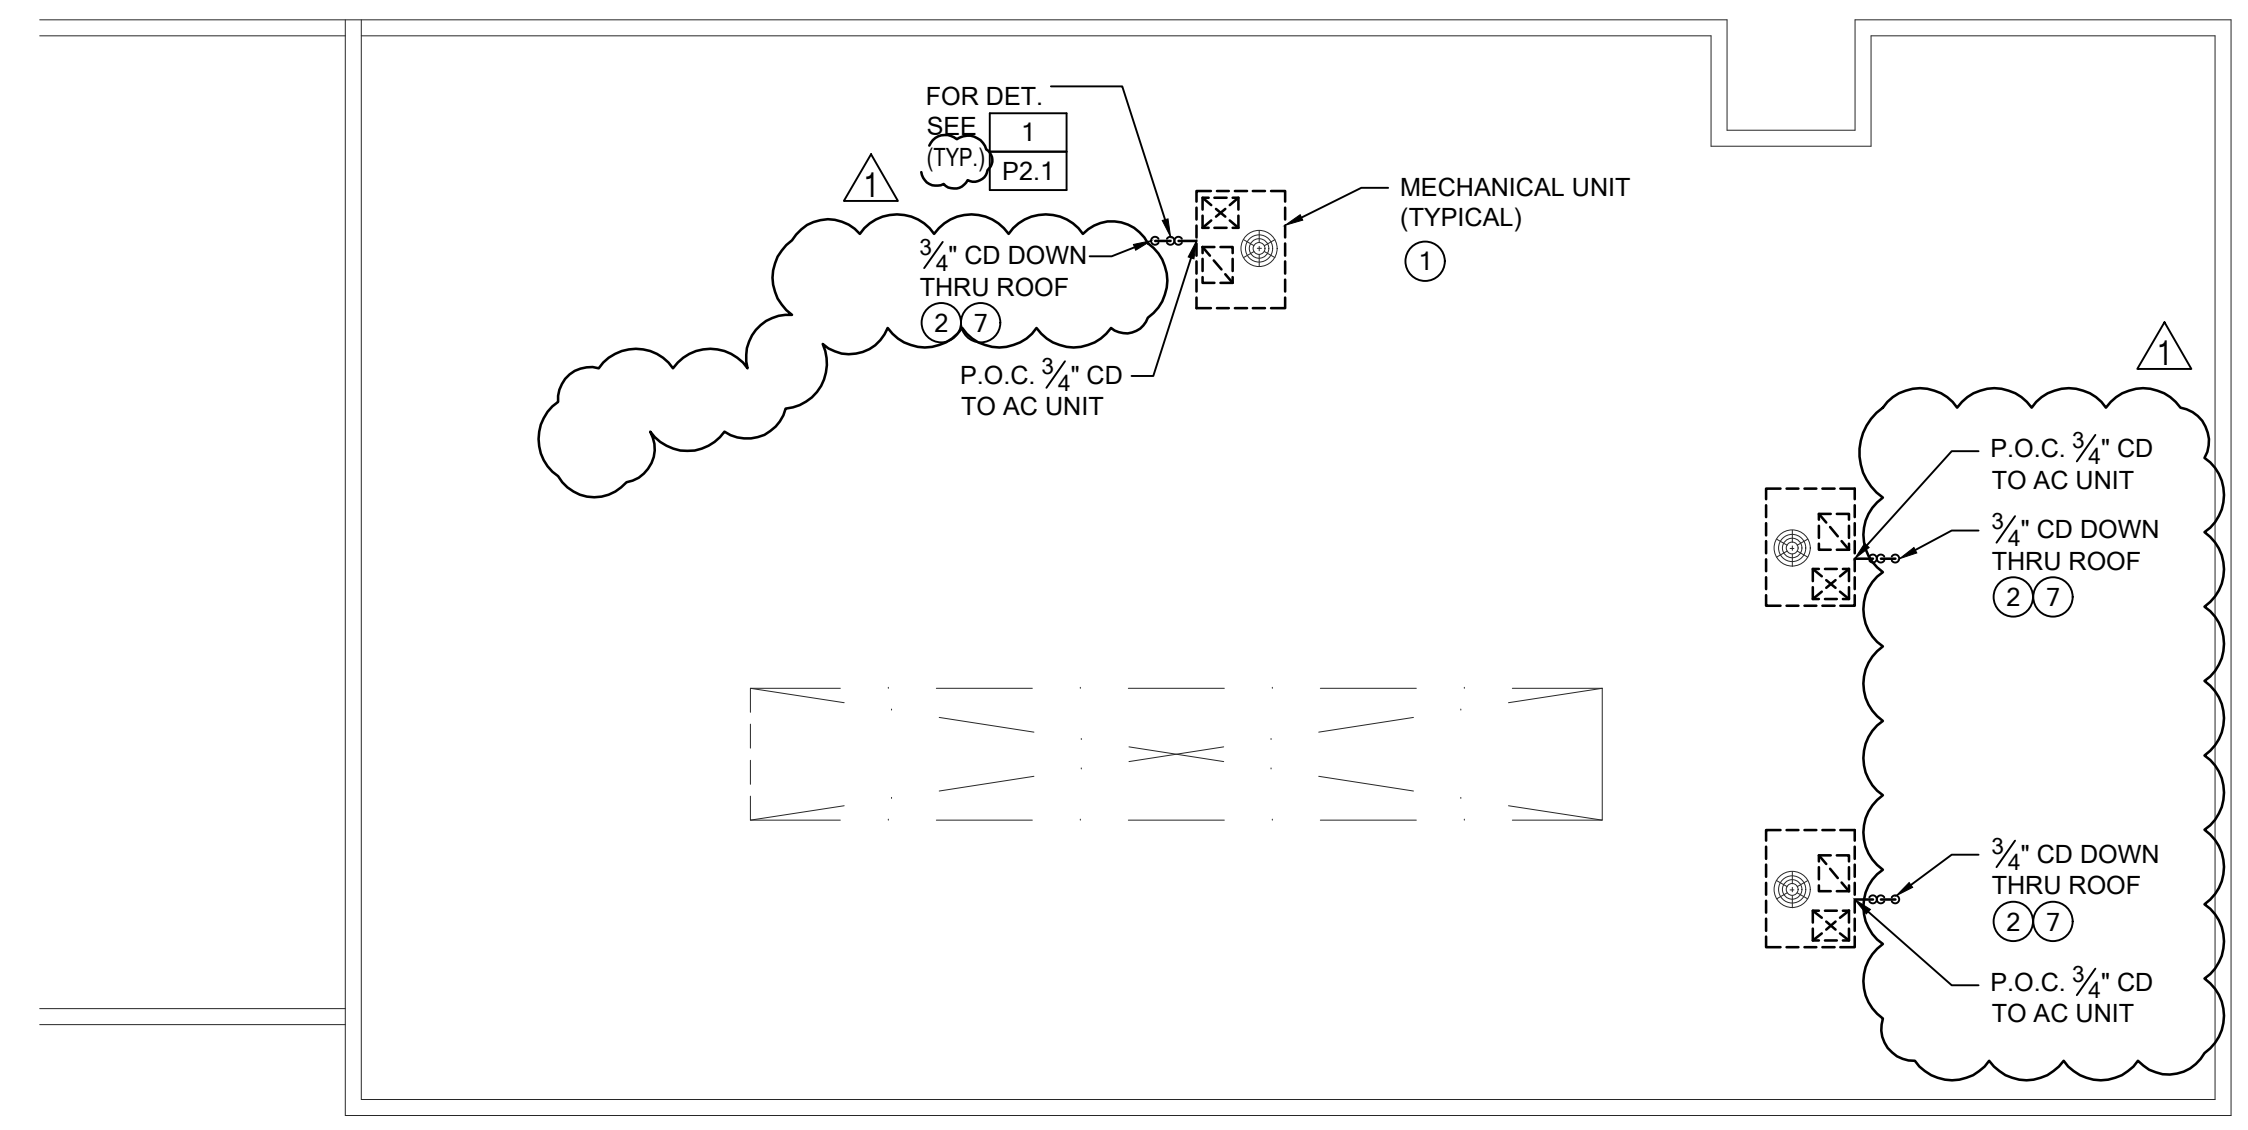 FOR DET.
SEE 1
(TYP.) P2.1
1
MECHANICAL UNIT
(TYPICAL)
1
3/4" CD DOWN
THRU ROOF
2 7
P.O.C. 3/4" CD
TO AC UNIT
1
P.O.C. 3/4" CD
TO AC UNIT
3/4" CD DOWN
THRU ROOF
2 7
3/4" CD DOWN
THRU ROOF
2 7
P.O.C. 3/4" CD
TO AC UNIT